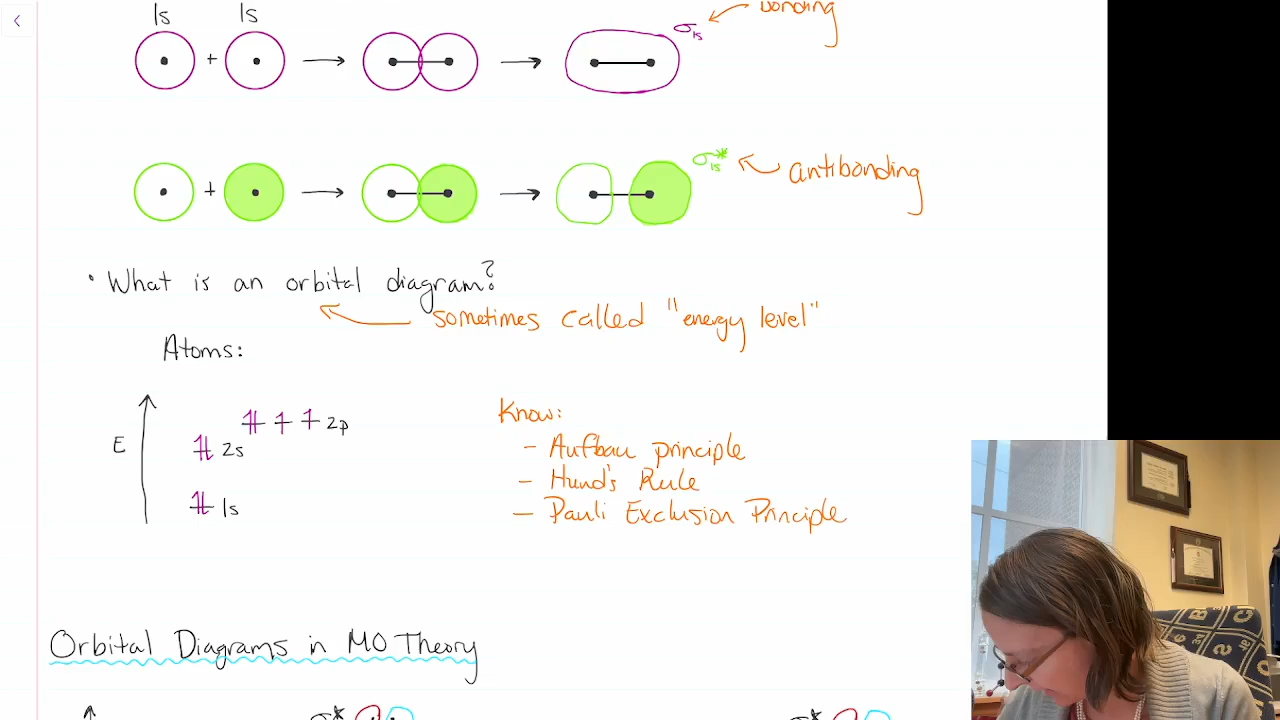 1s 1s
+
σ1s bonding
+
σ1s* antibonding
• What is an orbital diagram?
sometimes called "energy level"
Atoms:
E
2p
2s
1s
Know:
- Aufbau principle
- Hund's Rule
- Pauli Exclusion Principle
Orbital Diagrams in MO Theory
σ* σ*